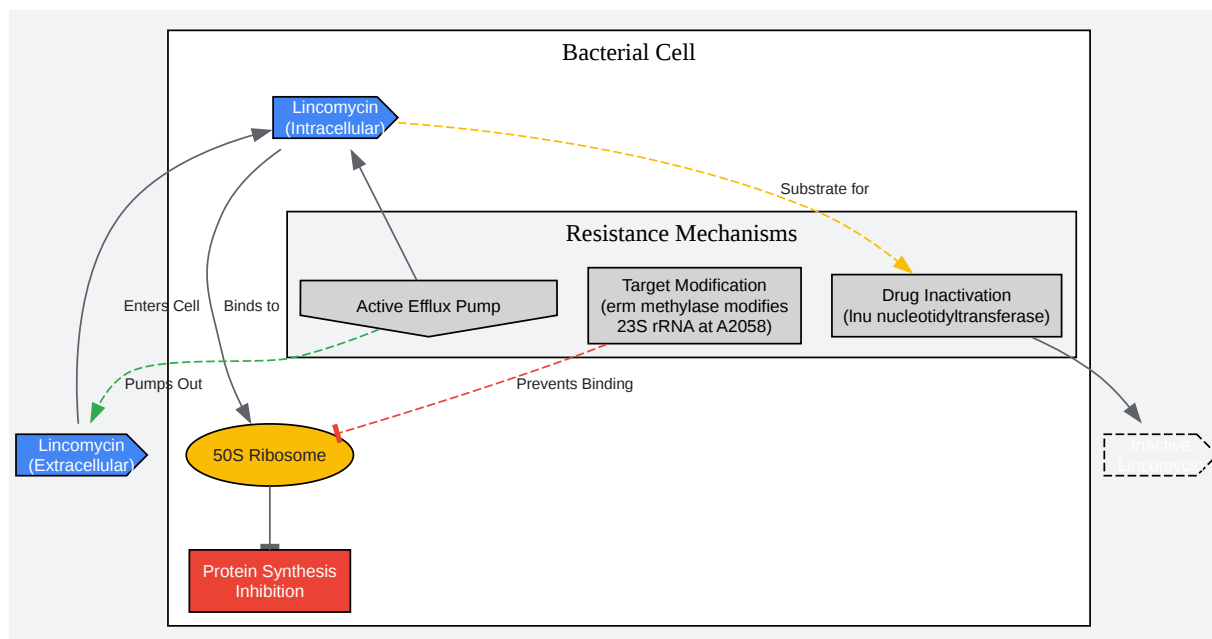 Bacterial Cell
Lincomycin
(Intracellular)
Substrate for
Resistance Mechanisms
Active Efflux Pump
Target Modification
(erm methylase modifies
23S rRNA at A2058)
Drug Inactivation
(lnu nucleotidyltransferase)
Enters Cell
Binds to
Pumps Out
Prevents Binding
Lincomycin
(Extracellular)
50S Ribosome
Inactive
Lincomycin
Protein Synthesis
Inhibition